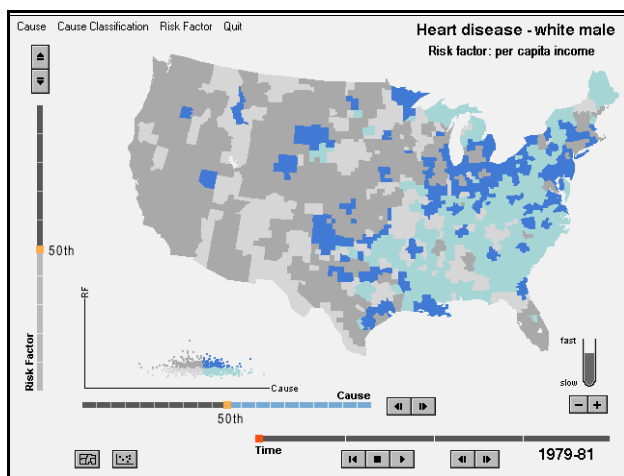 Cause Cause Classification Risk Factor Quit
Heart disease - white male
Risk factor: per capita income
50th
Risk Factor
RF
Cause
Cause
50th
fast
slow
Time
1979-81